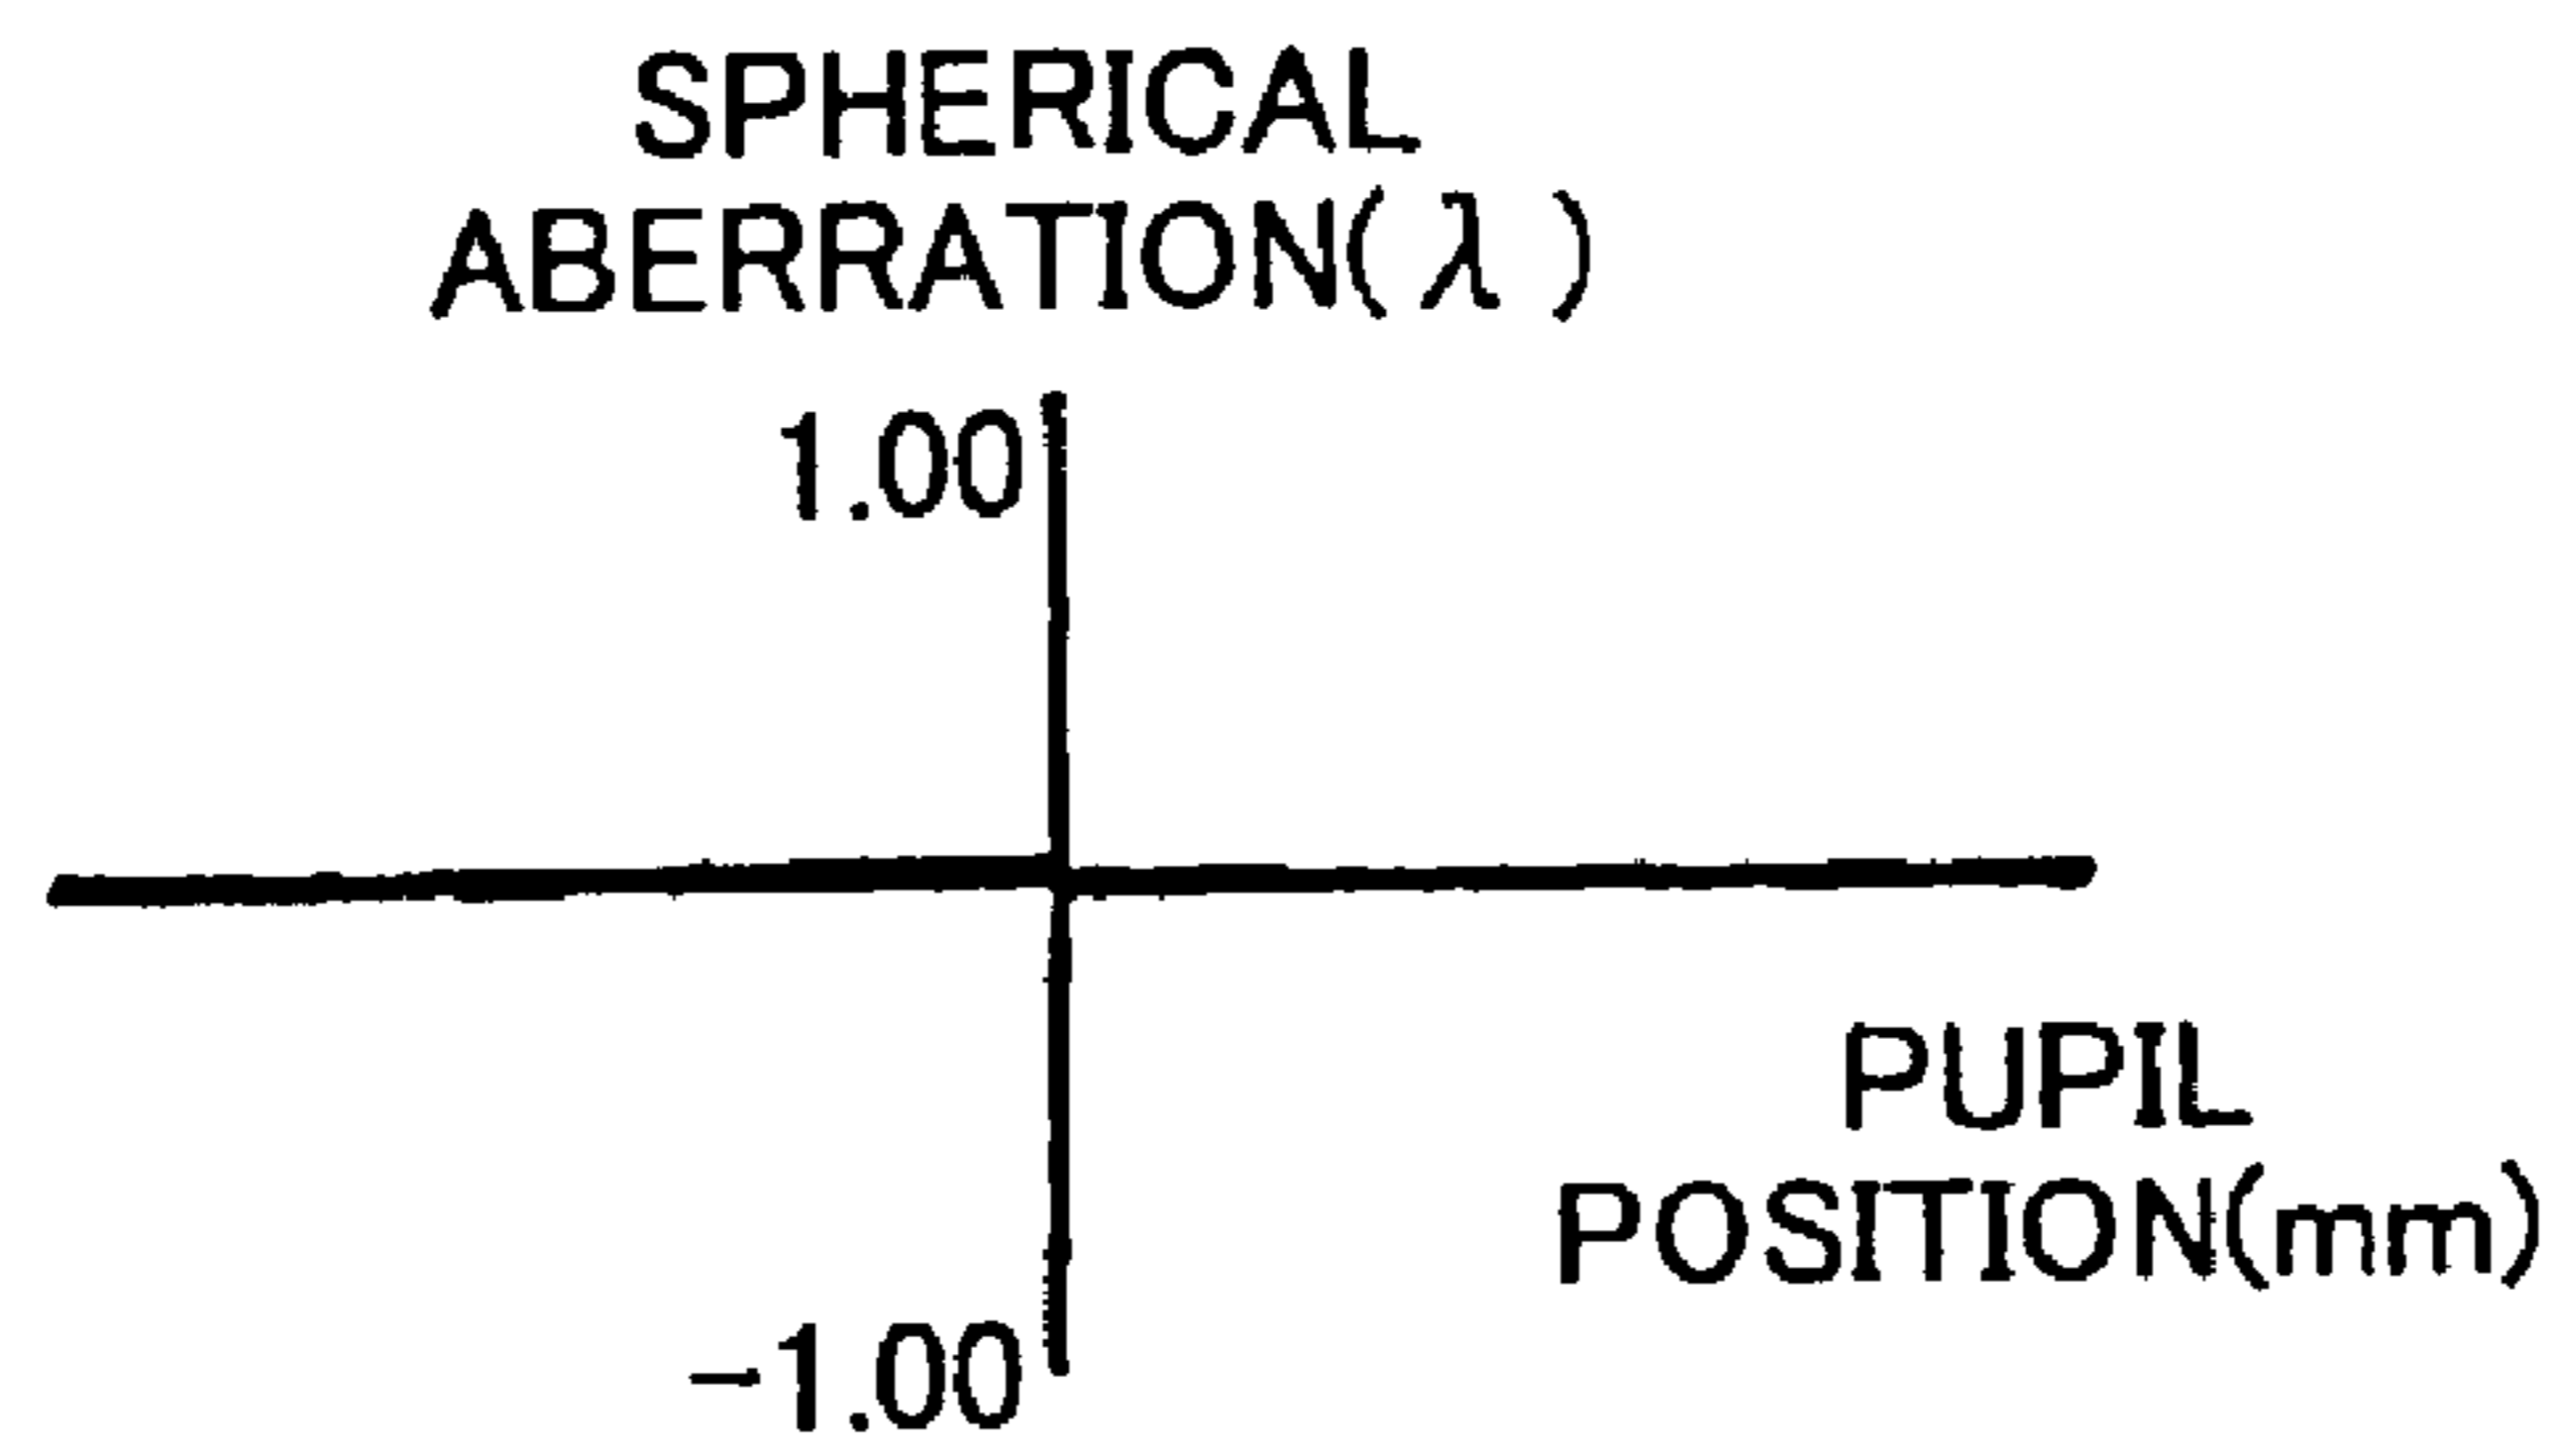 SPHERICAL
ABERRATION(λ)
1.00
PUPIL
POSITION(mm)
-1.00